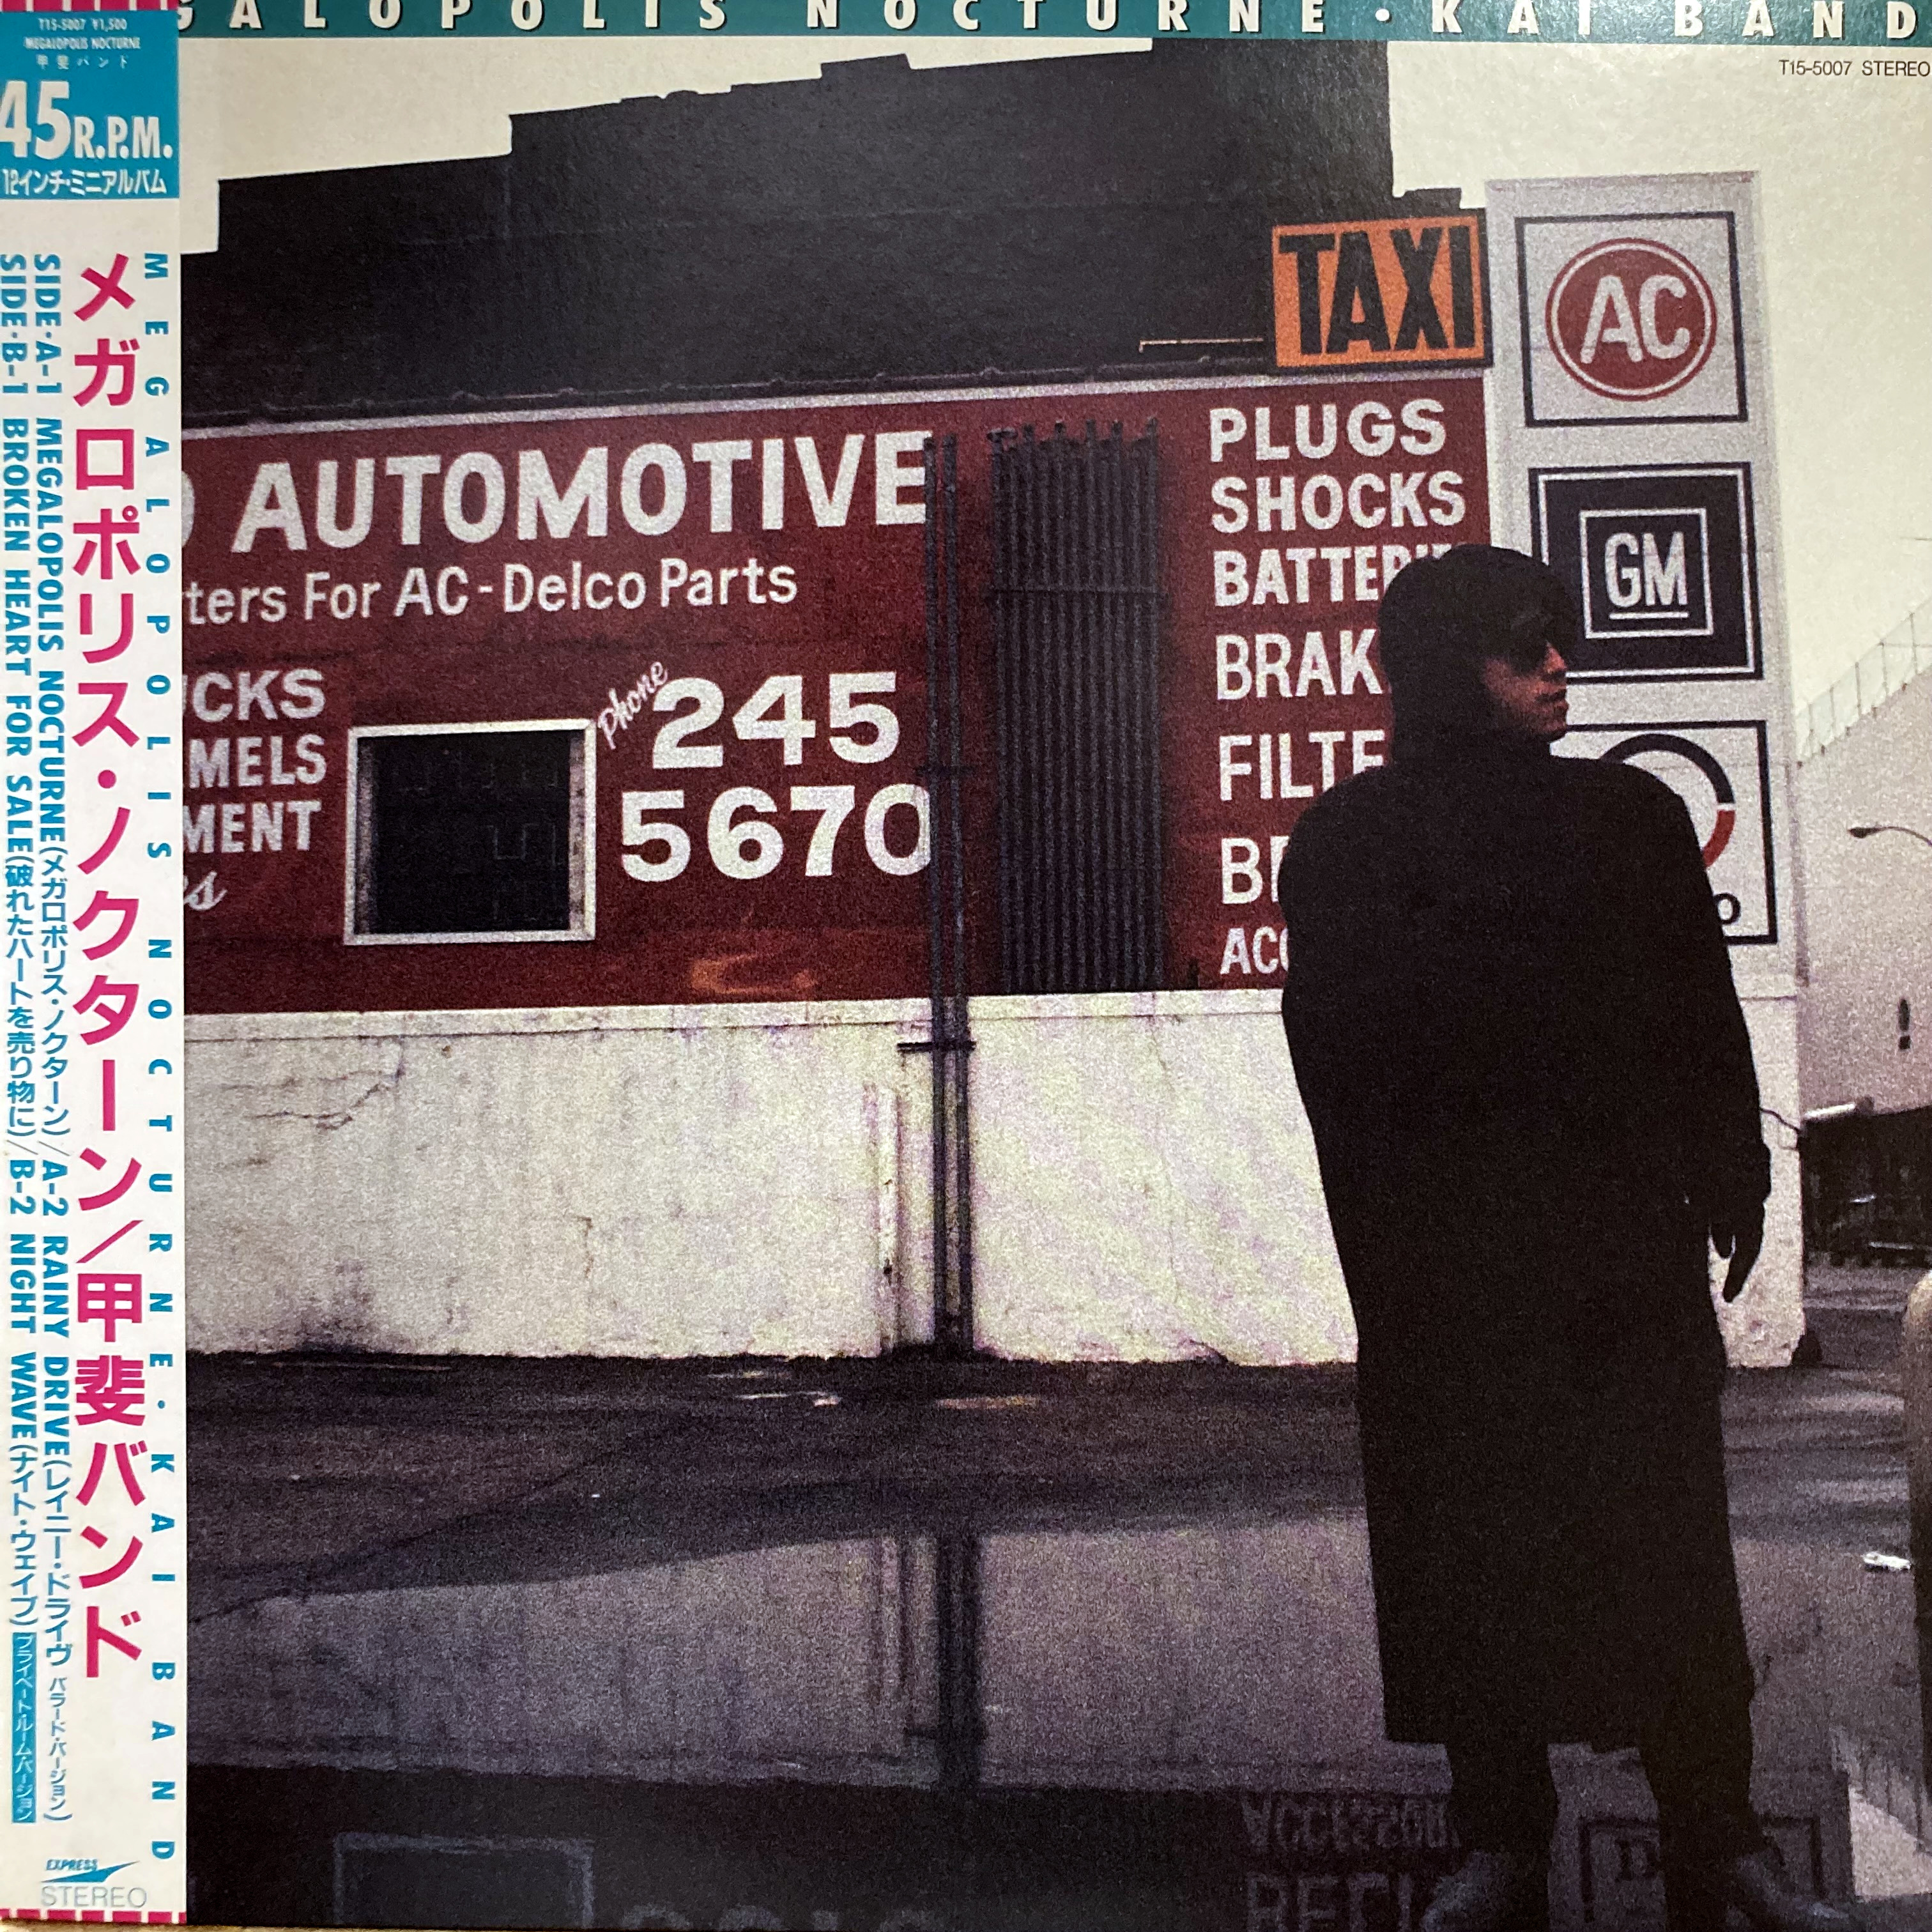 GALOPOLIS NOCTURNE・KAI BAND
T15-5007 STEREO
T15-5007 ¥1,500
MEGALOPOLIS NOCTURNE
甲斐バンド
45R.P.M.
12インチ・ミニアルバム
MEGALOPOLIS NOCTURNE・KAI BAND
メガロポリス・ノクターン/甲斐バンド
SIDE・A-1 MEGALOPOLIS NOCTURNE(メガロポリス・ノクターン)/A-2 RAINY DRIVE(レイニー・ドライヴ バラード・バージョン)
SIDE・B-1 BROKEN HEART FOR SALE(破れたハートを売り物に)/B-2 NIGHT WAVE(ナイト・ウェイブ) プライベート・ルーム・バージョン
EXPRESS
STEREO
TAXI
AC
GM
AUTOMOTIVE
ters For AC-Delco Parts
UCKS
MELS
MENT
es
Phone
245
5670
PLUGS
SHOCKS
BATTERI
BRAK
FILTE
BE
ACC
o